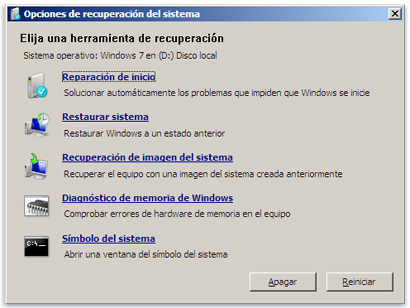 Opciones de recuperación del sistema
Elija una herramienta de recuperación
Sistema operativo: Windows 7 en (D:) Disco local
Reparación de inicio
Solucionar automáticamente los problemas que impiden que Windows se inicie
Restaurar sistema
Restaurar Windows a un estado anterior
Recuperación de imagen del sistema
Recuperar el equipo con una imagen del sistema creada anteriormente
Diagnóstico de memoria de Windows
Comprobar errores de hardware de memoria en el equipo
C:\
Símbolo del sistema
Abrir una ventana del símbolo del sistema
Apagar
Reiniciar